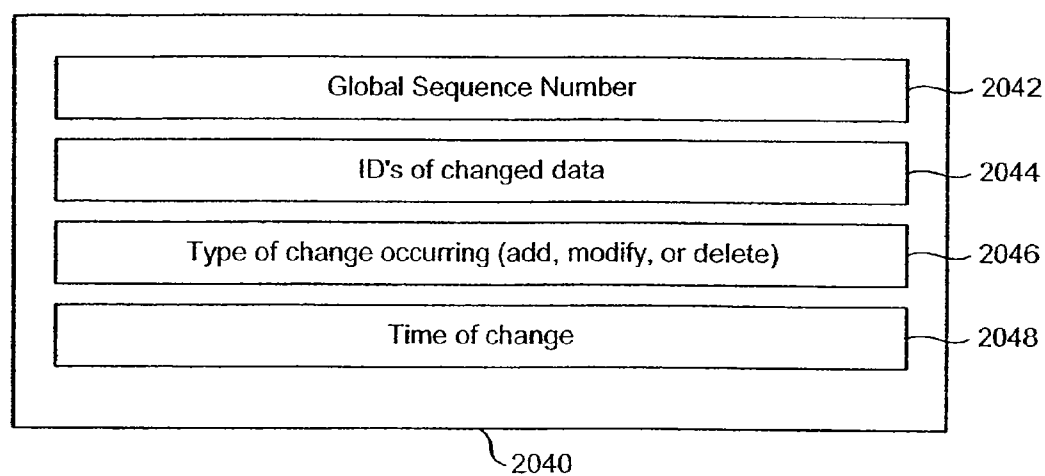 Global Sequence Number 2042
ID's of changed data 2044
Type of change occurring (add, modify, or delete) 2046
Time of change 2048
2040